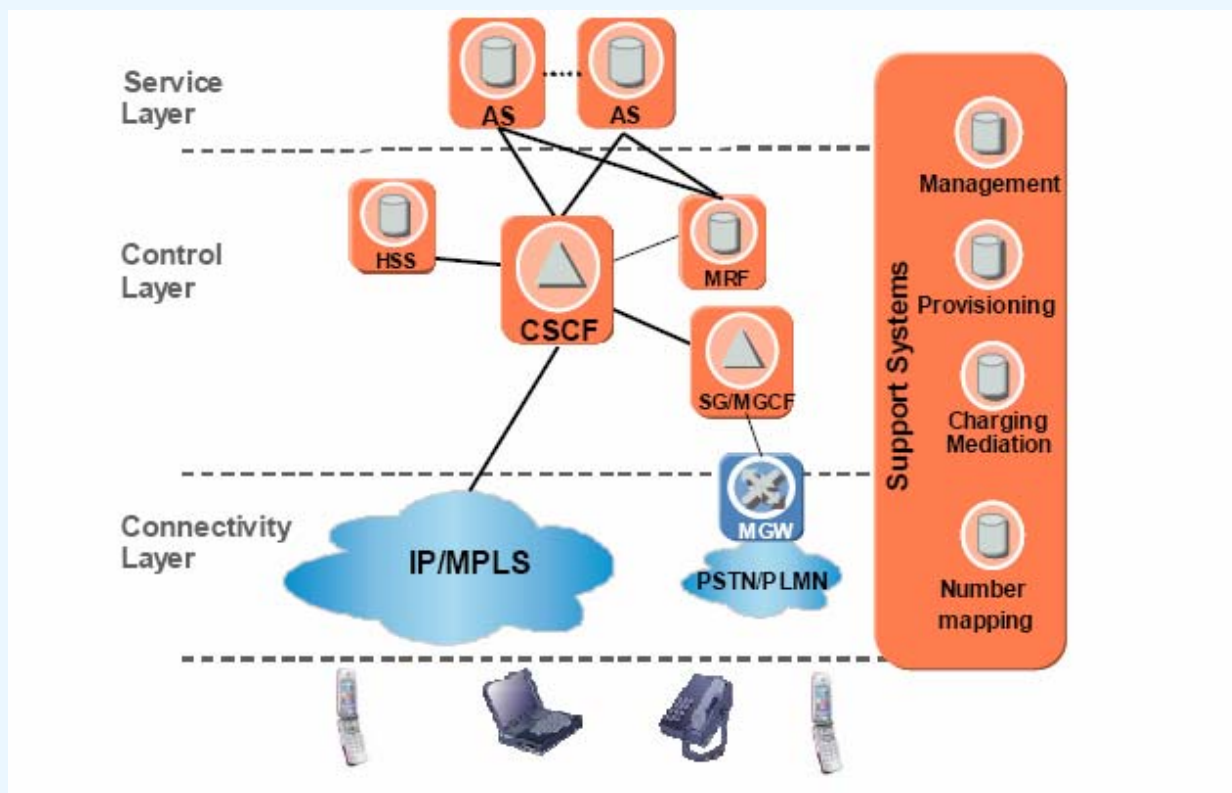 Service
Layer
AS
AS
Control
Layer
HSS
CSCF
MRF
SG/MGCF
Connectivity
Layer
IP/MPLS
MGW
PSTN/PLMN
Support Systems
Management
Provisioning
Charging
Mediation
Number
mapping